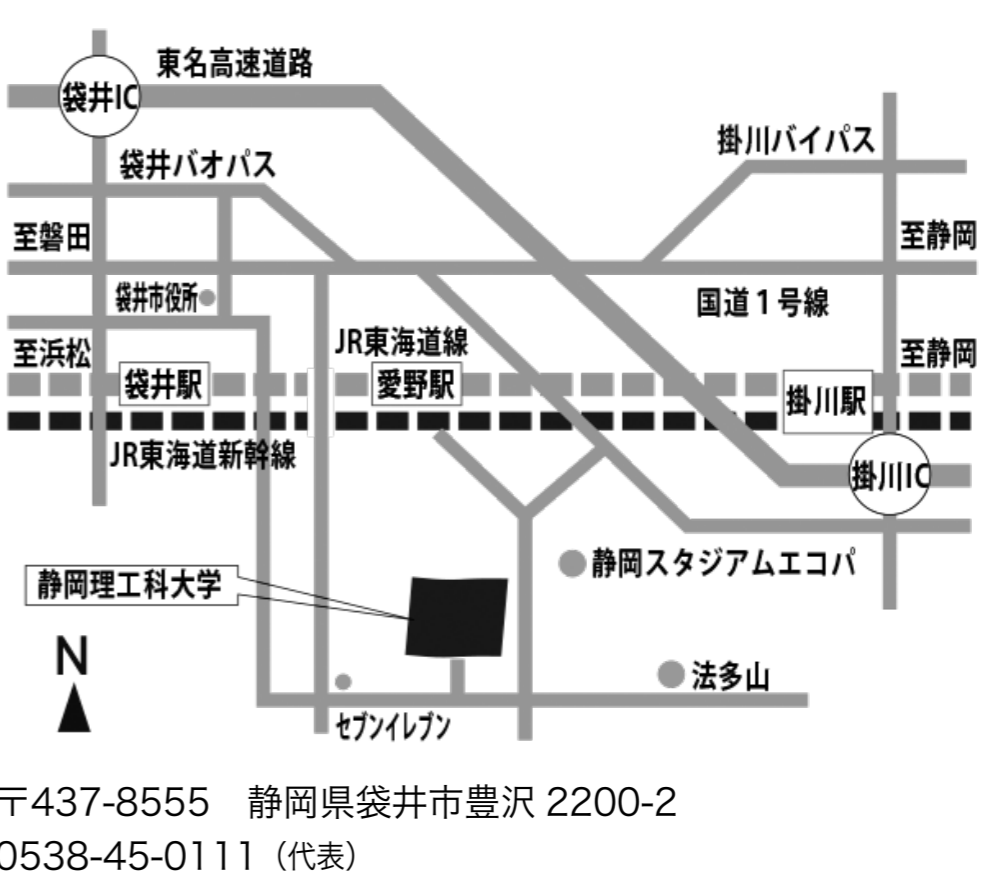 東名高速道路
袋井IC
掛川バイパス
袋井バオパス
至磐田
至静岡
袋井市役所
国道1号線
JR東海道線
至浜松
至静岡
袋井駅
愛野駅
掛川駅
JR東海道新幹線
掛川IC
静岡スタジアムエコパ
静岡理工科大学
N
法多山
セブンイレブン
〒437-8555　静岡県袋井市豊沢 2200-2
0538-45-0111（代表）